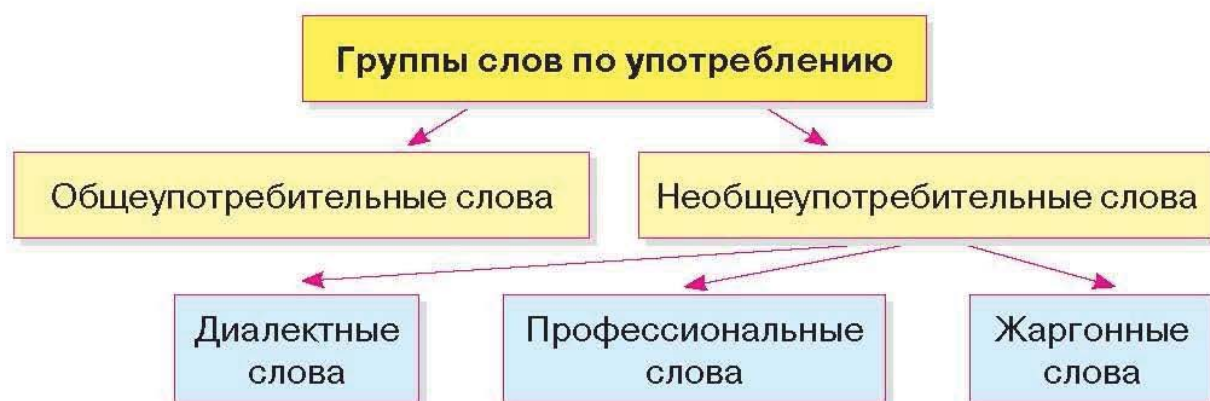 Группы слов по употреблению
Общеупотребительные слова
Необщеупотребительные слова
Диалектные
слова
Профессиональные
слова
Жаргонные
слова